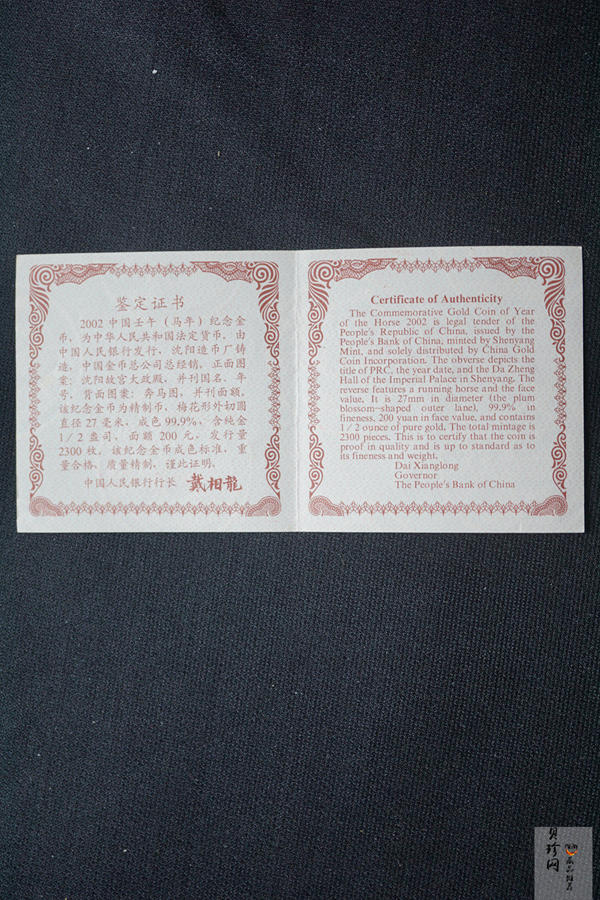 鉴定证书
2002中国壬午（马年）纪念金
币，为中华人民共和国法定货币，由
中国人民银行发行，沈阳造币厂铸
造，中国金币总公司总经销。正面图
案：沈阳故宫大政殿，并刊国名、年
号，背面图案：奔马图，并刊面额。
该纪念金币为精制币，梅花形外切圆
直径27毫米，成色99.9%，含纯金
1/2盎司，面额200元，发行量
2300枚。该纪念金币成色标准，重
量合格、质量精制，谨此证明。
中国人民银行行长 戴相龍
Certificate of Authenticity
The Commemorative Gold Coin of Year
of the Horse 2002 is legal tender of the
People's Republic of China, issued by the
People's Bank of China, minted by Shenyang
Mint, and solely distributed by China Gold
Coin Incorporation. The obverse depicts the
title of PRC, the year date, and the Da Zheng
Hall of the Imperial Palace in Shenyang. The
reverse features a running horse and the face
value. It is 27mm in diameter (the plum
blossom-shaped outer lane), 99.9% in
fineness, 200 yuan in face value, and contains
1/2 ounce of pure gold. The total mintage is
2300 pieces. This is to certify that the coin is
proof in quality and is up to standard as to
its fineness and weight.
Dai Xianglong
Governor
The People's Bank of China
贝珍网